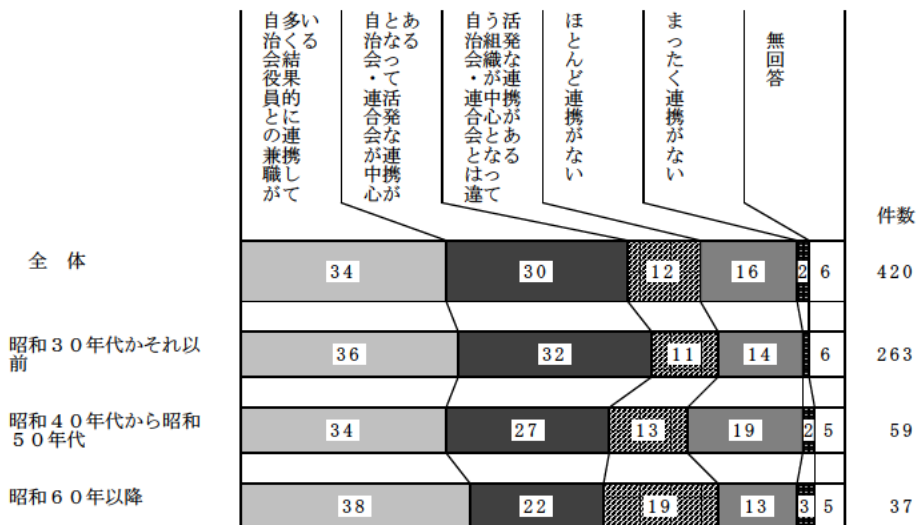 自治会役員との兼職が
多く結果的に連携して
いる
自治会・連合会が中心
となって活発な連携が
ある
自治会・連合会とは違
う組織が中心となって
活発な連携がある
ほとんど連携がない
まったく連携がない
無回答
件数
全 体
34 30 12 16 2 6 420
昭和３０年代かそれ以
前
36 32 11 14 6 263
昭和４０年代から昭和
５０年代
34 27 13 19 2 5 59
昭和６０年以降
38 22 19 13 3 5 37